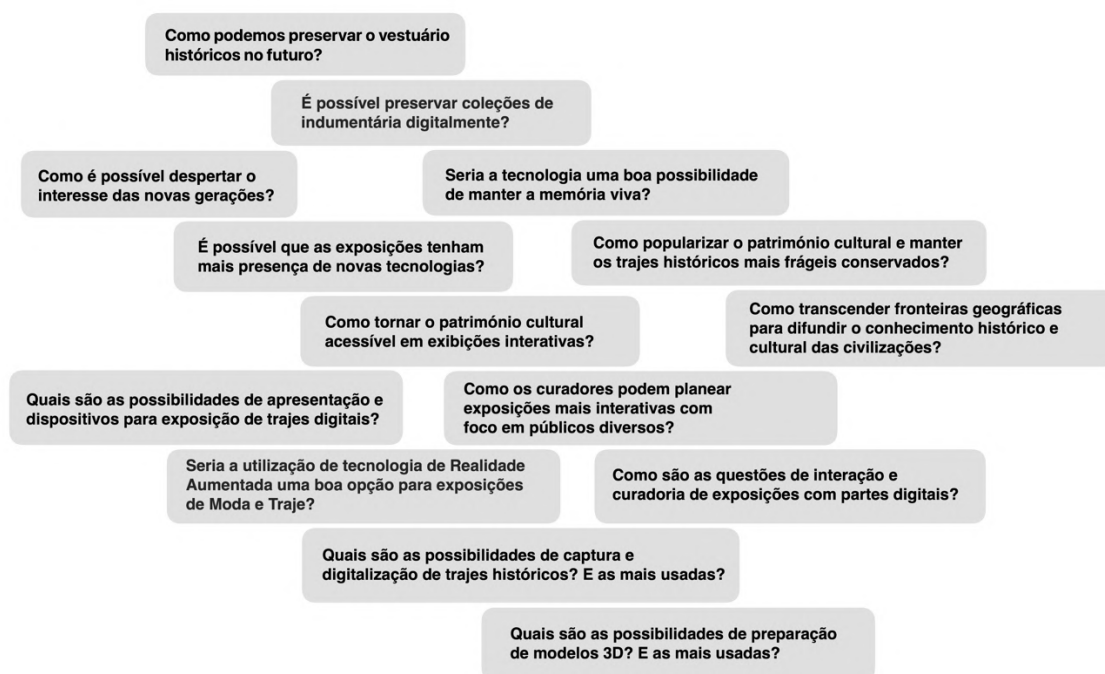 Como podemos preservar o vestuário
históricos no futuro?
É possível preservar coleções de
indumentária digitalmente?
Como é possível despertar o
interesse das novas gerações?
Seria a tecnologia uma boa possibilidade
de manter a memória viva?
É possível que as exposições tenham
mais presença de novas tecnologias?
Como popularizar o património cultural e manter
os trajes históricos mais frágeis conservados?
Como tornar o património cultural
acessível em exibições interativas?
Como transcender fronteiras geográficas
para difundir o conhecimento histórico e
cultural das civilizações?
Quais são as possibilidades de apresentação e
dispositivos para exposição de trajes digitais?
Como os curadores podem planear
exposições mais interativas com
foco em públicos diversos?
Seria a utilização de tecnologia de Realidade
Aumentada uma boa opção para exposições
de Moda e Traje?
Como são as questões de interação e
curadoria de exposições com partes digitais?
Quais são as possibilidades de captura e
digitalização de trajes históricos? E as mais usadas?
Quais são as possibilidades de preparação
de modelos 3D? E as mais usadas?